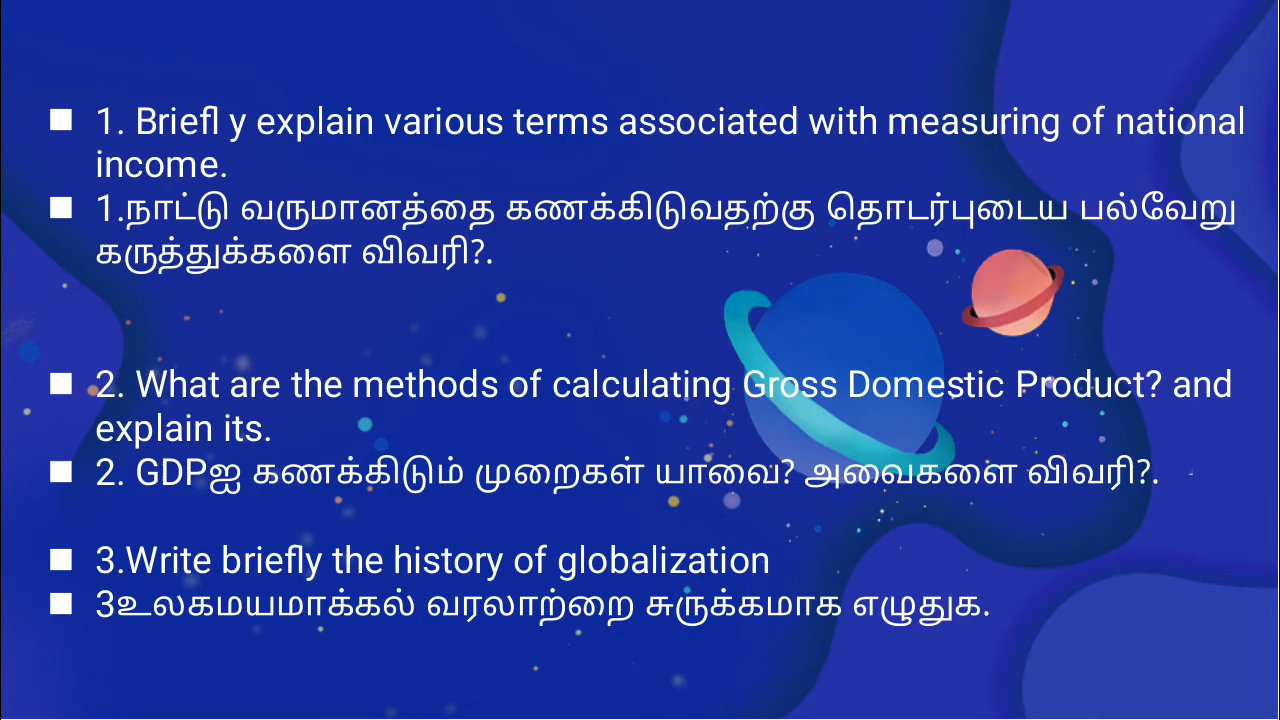 1. Briefl y explain various terms associated with measuring of national
income.
1.நாட்டு வருமானத்தை கணக்கிடுவதற்கு தொடர்புடைய பல்வேறு
கருத்துக்களை விவரி?.
2. What are the methods of calculating Gross Domestic Product? and
explain its.
2. GDPஐ கணக்கிடும் முறைகள் யாவை? அவைகளை விவரி?.
3.Write briefly the history of globalization
3உலகமயமாக்கல் வரலாற்றை சுருக்கமாக எழுதுக.